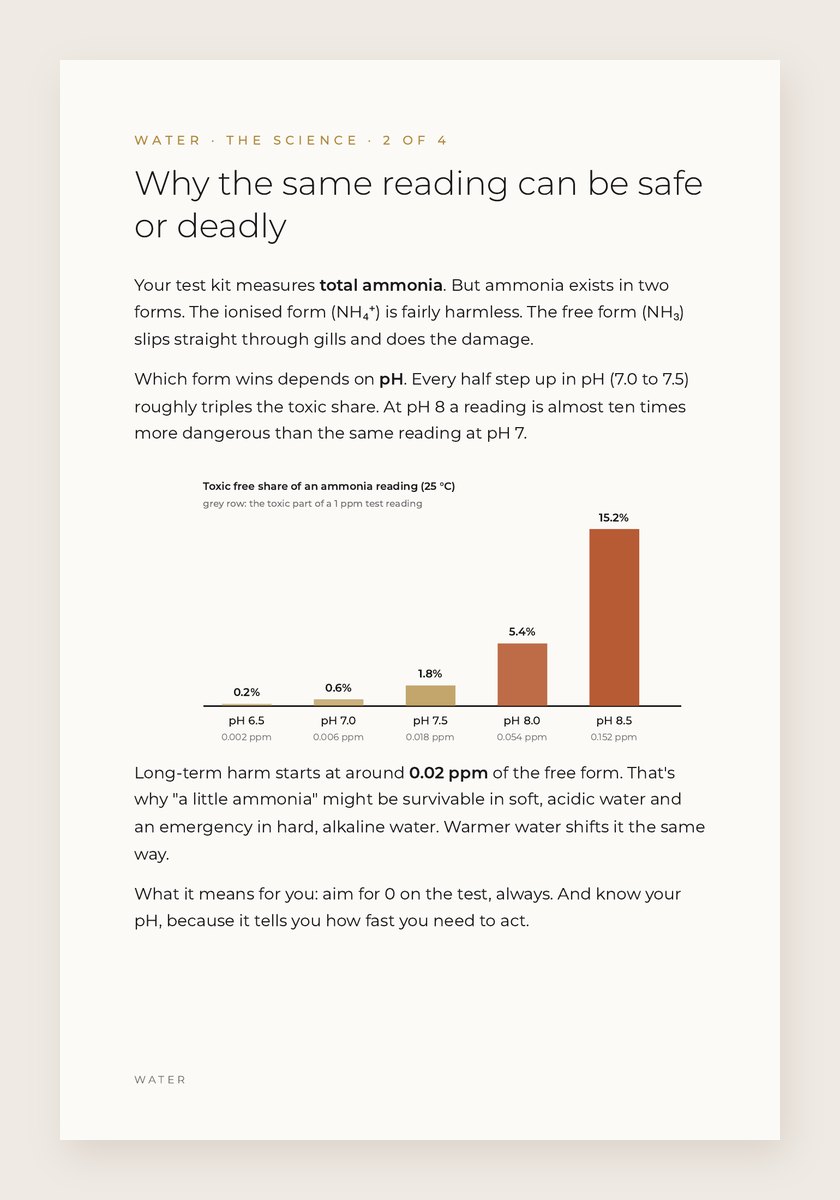 WATER · THE SCIENCE · 2 OF 4
Why the same reading can be safe
or deadly
Your test kit measures total ammonia. But ammonia exists in two
forms. The ionised form (NH₄⁺) is fairly harmless. The free form (NH₃)
slips straight through gills and does the damage.
Which form wins depends on pH. Every half step up in pH (7.0 to 7.5)
roughly triples the toxic share. At pH 8 a reading is almost ten times
more dangerous than the same reading at pH 7.
Toxic free share of an ammonia reading (25 °C)
grey row: the toxic part of a 1 ppm test reading
0.2% 0.6% 1.8% 5.4% 15.2%
pH 6.5 pH 7.0 pH 7.5 pH 8.0 pH 8.5
0.002 ppm 0.006 ppm 0.018 ppm 0.054 ppm 0.152 ppm
Long-term harm starts at around 0.02 ppm of the free form. That's
why "a little ammonia" might be survivable in soft, acidic water and
an emergency in hard, alkaline water. Warmer water shifts it the same
way.
What it means for you: aim for 0 on the test, always. And know your
pH, because it tells you how fast you need to act.
WATER